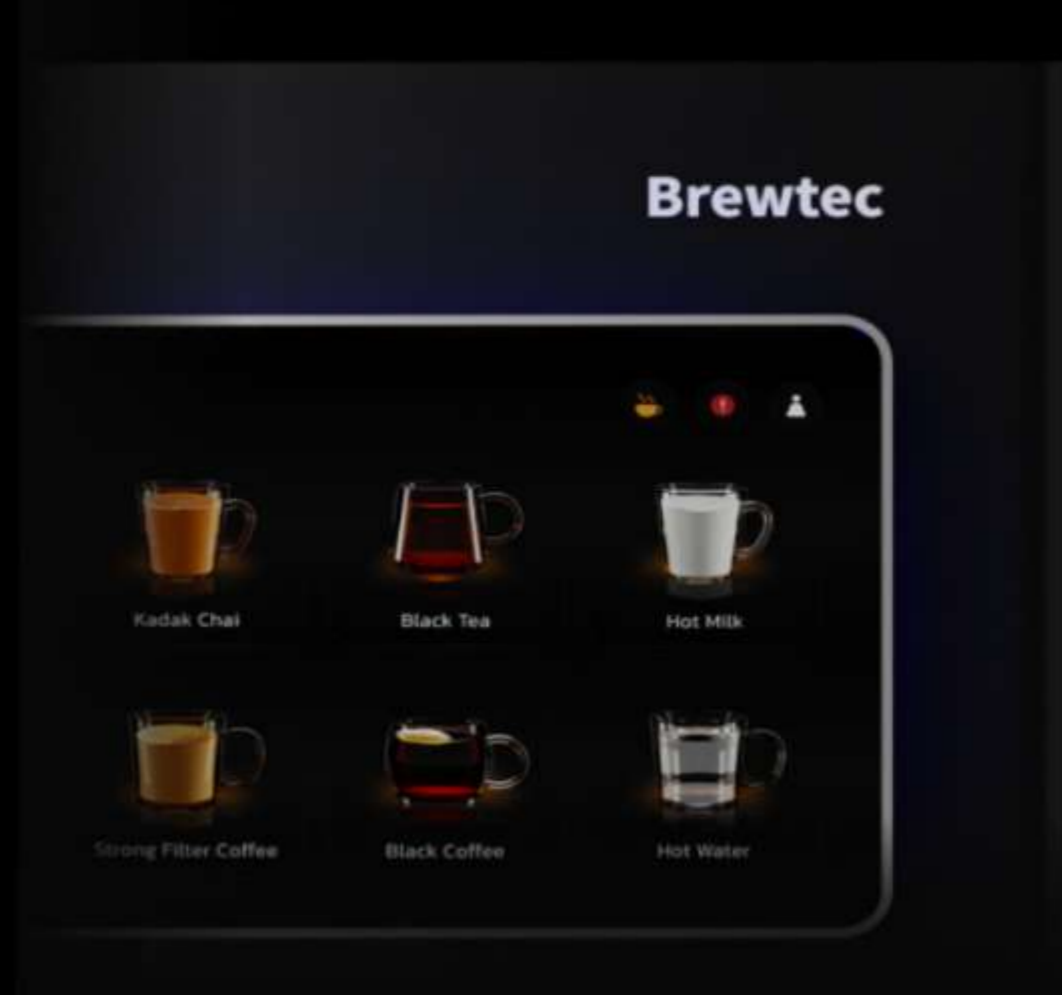 Brewtec
Kadak Chai
Black Tea
Hot Milk
Strong Filter Coffee
Black Coffee
Hot Water